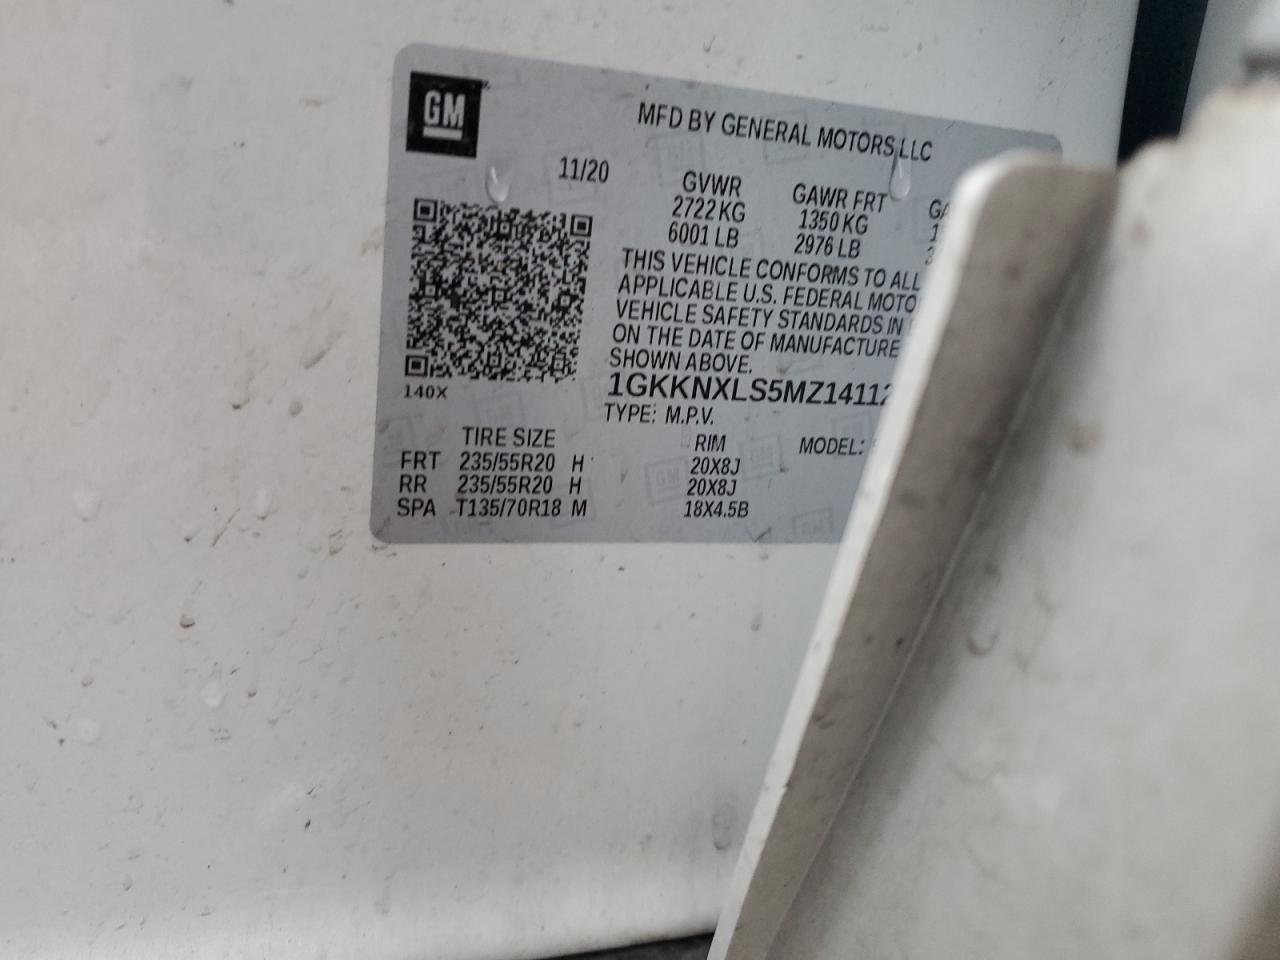 GM
MFD BY GENERAL MOTORS LLC
11/20
GVWR GAWR FRT
2722 KG 1350 KG
6001 LB 2976 LB
THIS VEHICLE CONFORMS TO ALL
APPLICABLE U.S. FEDERAL
VEHICLE SAFETY STANDARDS IN
ON THE DATE OF MANUFACTURE
SHOWN ABOVE.
140X
1GKKNXLS5MZ14112
TYPE: M.P.V.
TIRE SIZE RIM MODEL:
FRT 235/55R20 H 20X8J
RR 235/55R20 H 20X8J
SPA T135/70R18 M 18X4.5B